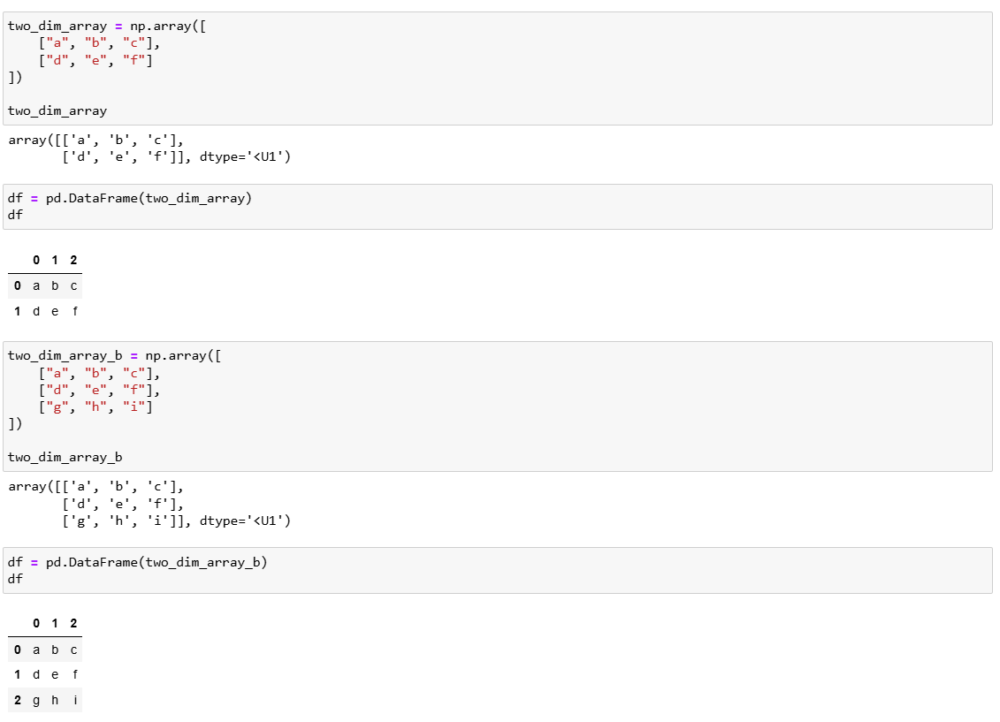 two_dim_array = np.array([
    ["a", "b", "c"],
    ["d", "e", "f"]
])
two_dim_array
array([['a', 'b', 'c'],
       ['d', 'e', 'f']], dtype='<U1')
df = pd.DataFrame(two_dim_array)
df
0 1 2
0 a b c
1 d e f
two_dim_array_b = np.array([
    ["a", "b", "c"],
    ["d", "e", "f"],
    ["g", "h", "i"]
])
two_dim_array_b
array([['a', 'b', 'c'],
       ['d', 'e', 'f'],
       ['g', 'h', 'i']], dtype='<U1')
df = pd.DataFrame(two_dim_array_b)
df
0 1 2
0 a b c
1 d e f
2 g h i